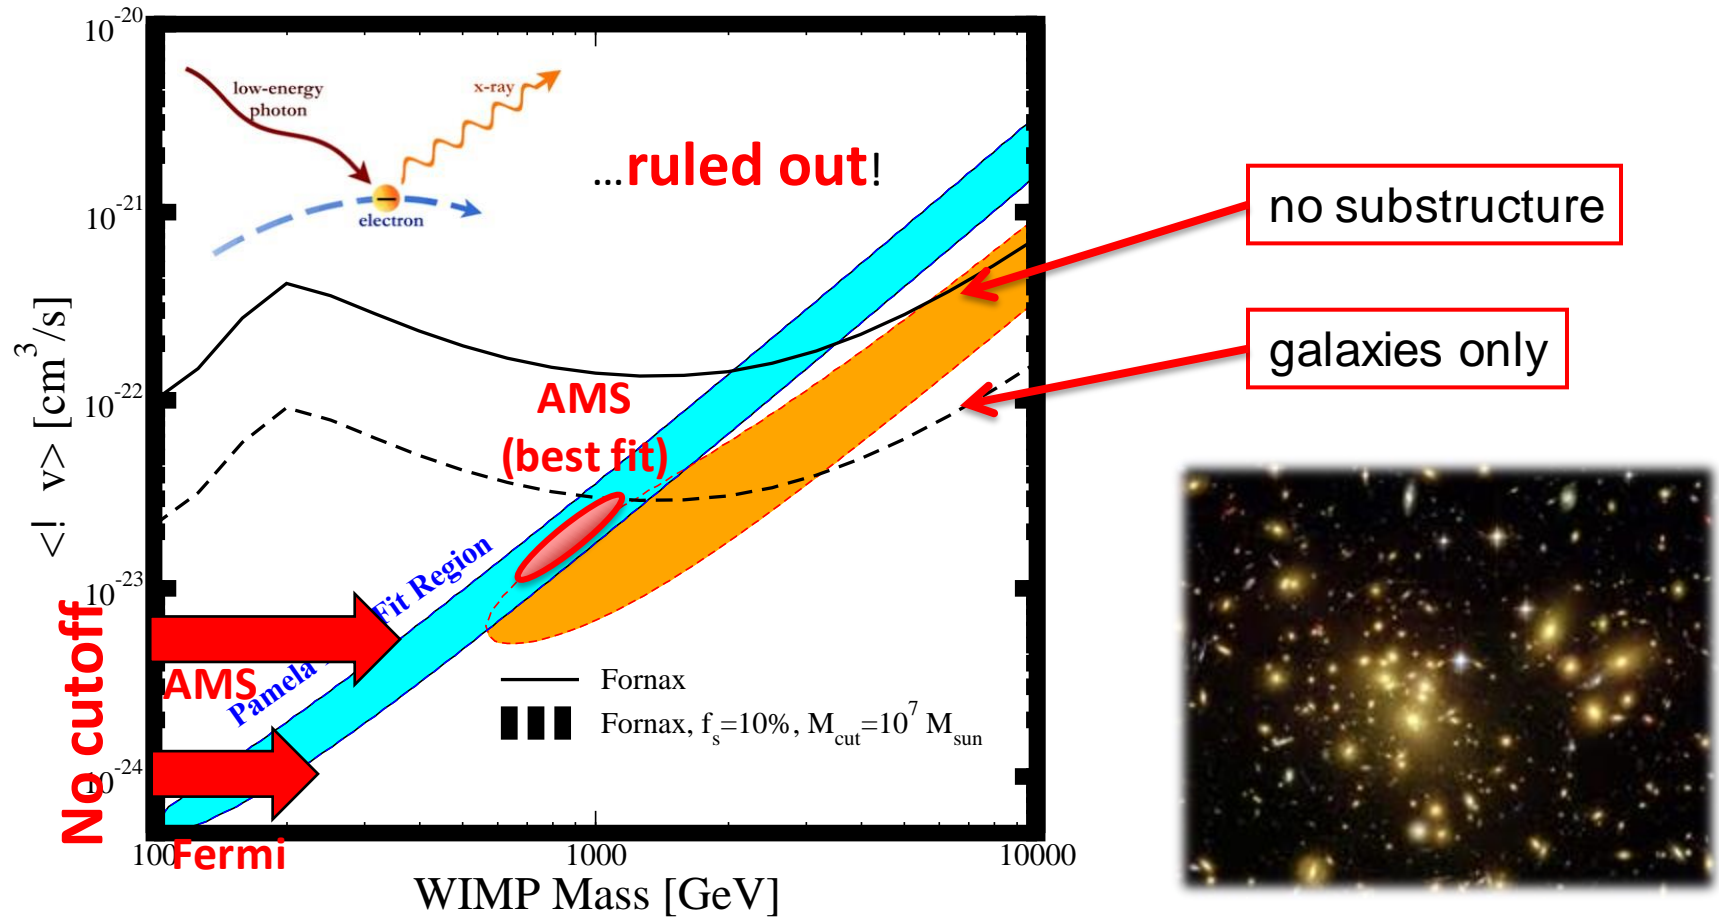 10^-20
low-energy
photon
x-ray
electron
...ruled out!
no substructure
galaxies only
10^-21
10^-22
10^-23
10^-24
<! v> [cm^3/s]
AMS
(best fit)
Pamela
Fit Region
No cutoff
AMS
Fermi
Fornax
Fornax, f_s=10%, M_cut=10^7 M_sun
100
1000
10000
WIMP Mass [GeV]